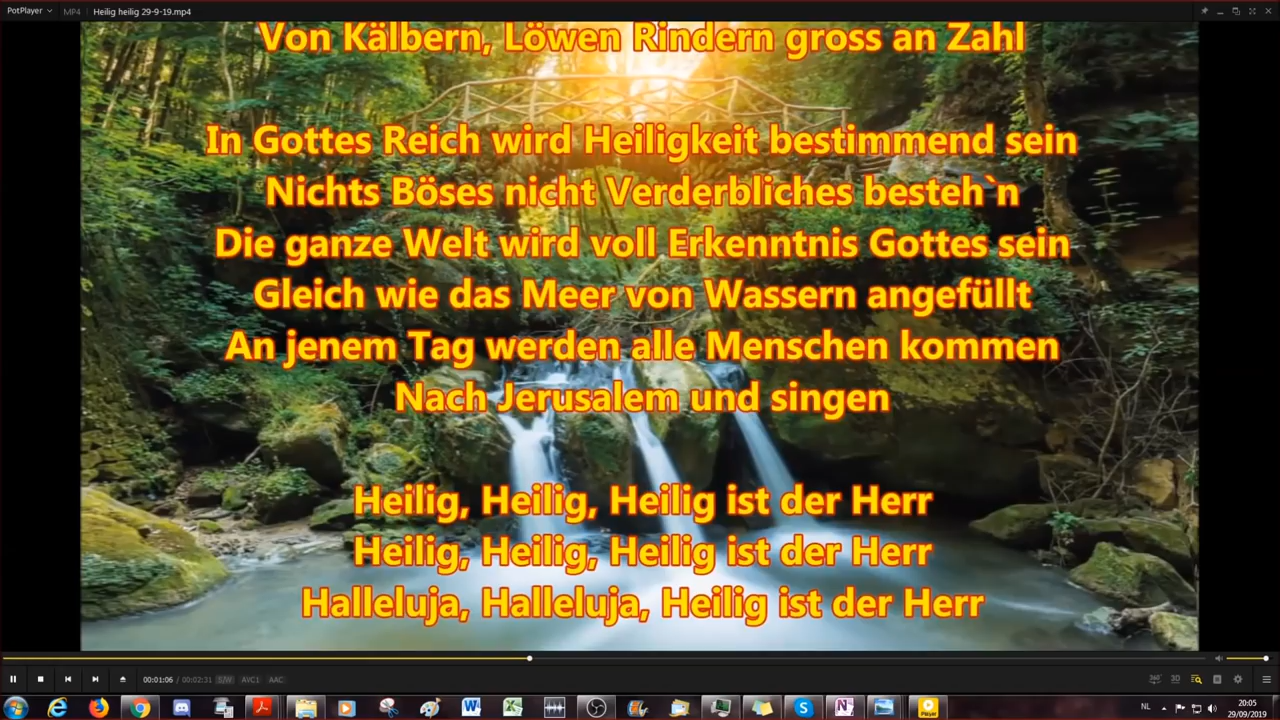 PotPlayer
MP4
Heilig heilig 29-9-19.mp4
Von Kälbern, Löwen Rindern gross an Zahl
In Gottes Reich wird Heiligkeit bestimmend sein
Nichts Böses nicht Verderbliches besteh`n
Die ganze Welt wird voll Erkenntnis Gottes sein
Gleich wie das Meer von Wassern angefüllt
An jenem Tag werden alle Menschen kommen
Nach Jerusalem und singen
Heilig, Heilig, Heilig ist der Herr
Heilig, Heilig, Heilig ist der Herr
Halleluja, Halleluja, Heilig ist der Herr
00:01:06 / 00:02:31 S/W AVC1 AAC
360° 3D
NL
20:05
29/09/2019
Player